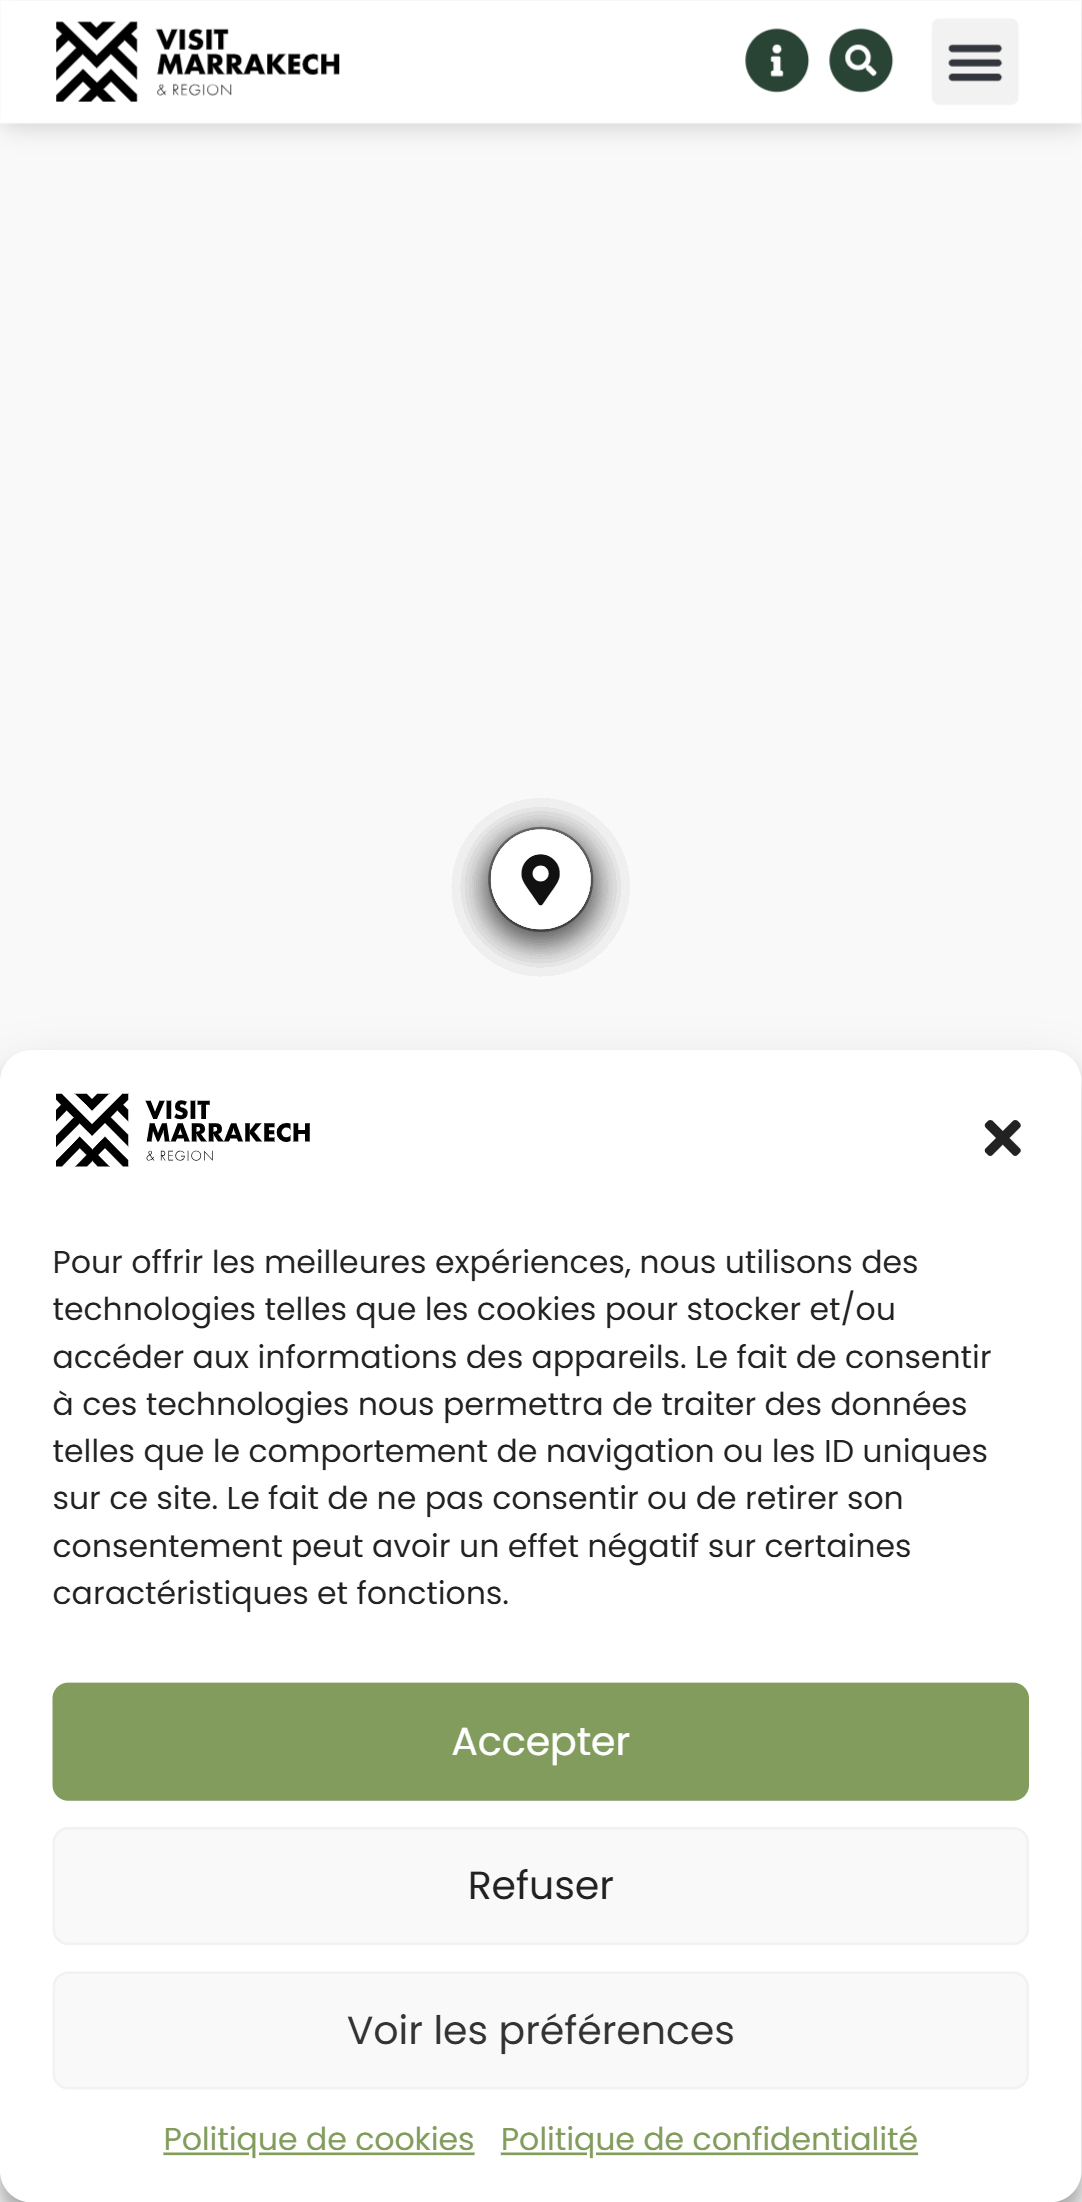 VISIT
MARRAKECH
& REGION
VISIT
MARRAKECH
& REGION
Pour offrir les meilleures expériences, nous utilisons des
technologies telles que les cookies pour stocker et/ou
accéder aux informations des appareils. Le fait de consentir
à ces technologies nous permettra de traiter des données
telles que le comportement de navigation ou les ID uniques
sur ce site. Le fait de ne pas consentir ou de retirer son
consentement peut avoir un effet négatif sur certaines
caractéristiques et fonctions.
Accepter
Refuser
Voir les préférences
Politique de cookies Politique de confidentialité